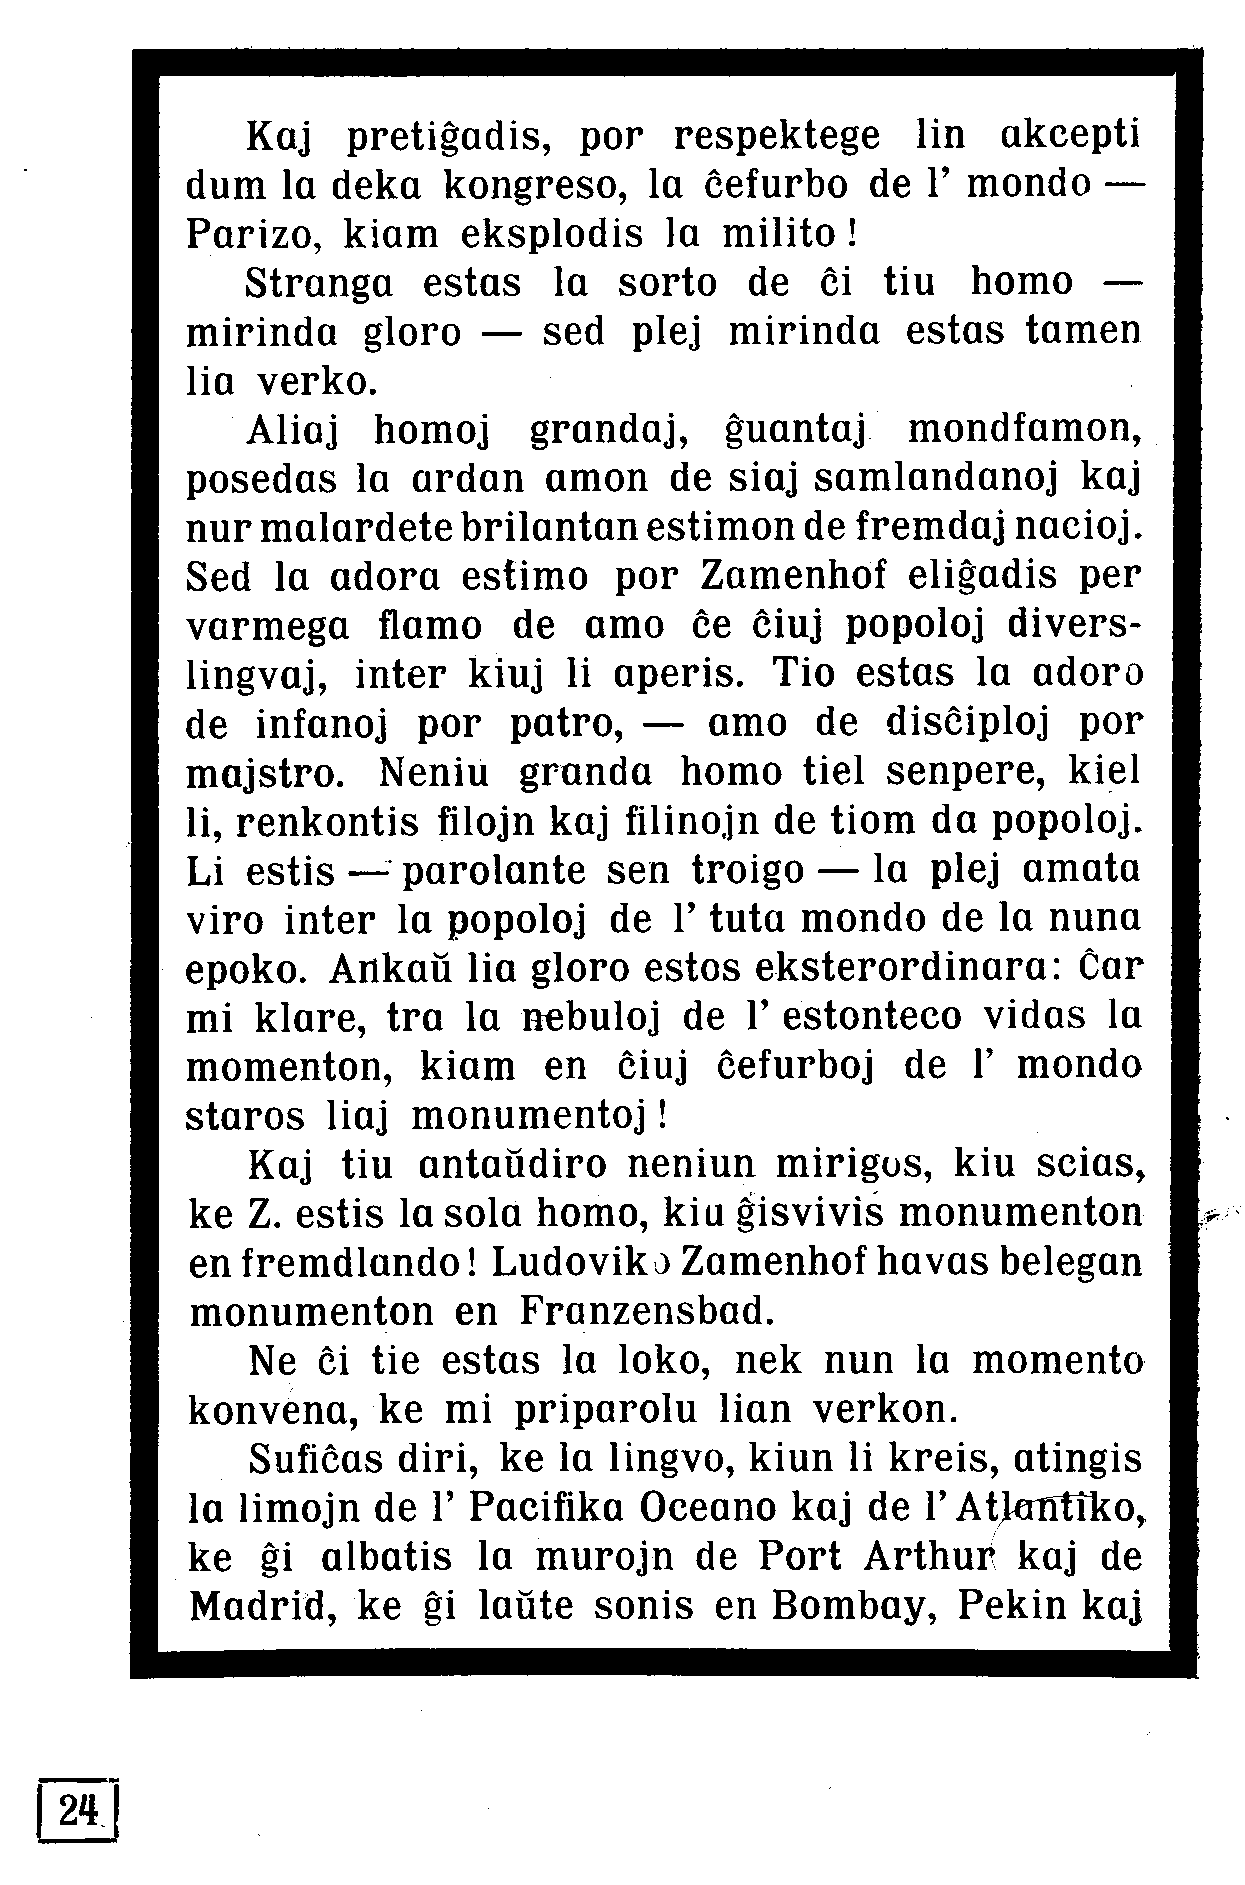 Kaj pretiĝadis, por respektege lin akcepti
dum la deka kongreso, la ĉefurbo de l’ mondo —
Parizo, kiam eksplodis la milito !
Stranga estas la sorto de ĉi tiu homo —
mirinda gloro — sed plej mirinda estas tamen
lia verko.
Aliaj homoj grandaj, ĝuantaj mondfamon,
posedas la ardan amon de siaj samlandanoj kaj
nur malardete brilantan estimon de fremdaj nacioj.
Sed la adora estimo por Zamenhof eliĝadis per
varmega flamo de amo ĉe ĉiuj popoloj divers-
lingvaj, inter kiuj li aperis. Tio estas la adoro
de infanoj por patro, — amo de disĉiploj por
majstro. Neniu granda homo tiel senpere, kiel
li, renkontis filojn kaj filinojn de tiom da popoloj.
Li estis — parolante sen troigo — la plej amata
viro inter la popoloj de l’ tuta mondo de la nuna
epoko. Ankaŭ lia gloro estos eksterordinara: Ĉar
mi klare, tra la nebuloj de l’ estonteco vidas la
momenton, kiam en ĉiuj ĉefurboj de l’ mondo
staros liaj monumentoj !
Kaj tiu antaŭdiro neniun mirigos, kiu scias,
ke Z. estis la sola homo, kiu ĝisvivis monumenton
en fremdlando ! Ludoviko Zamenhof havas belegan
monumenton en Franzensbad.
Ne ĉi tie estas la loko, nek nun la momento
konvena, ke mi priparolu lian verkon.
Sufiĉas diri, ke la lingvo, kiun li kreis, atingis
la limojn de l’ Pacifika Oceano kaj de l’ Atlantiko,
ke ĝi albatis la murojn de Port Arthur kaj de
Madrid, ke ĝi laŭte sonis en Bombay, Pekin kaj
24